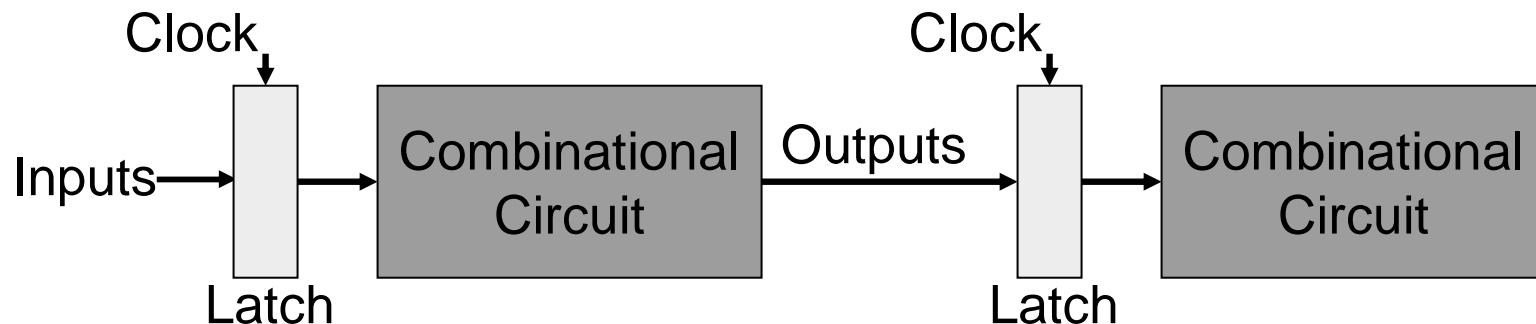 Clock
Clock
Inputs
Combinational
Circuit
Outputs
Combinational
Circuit
Latch
Latch